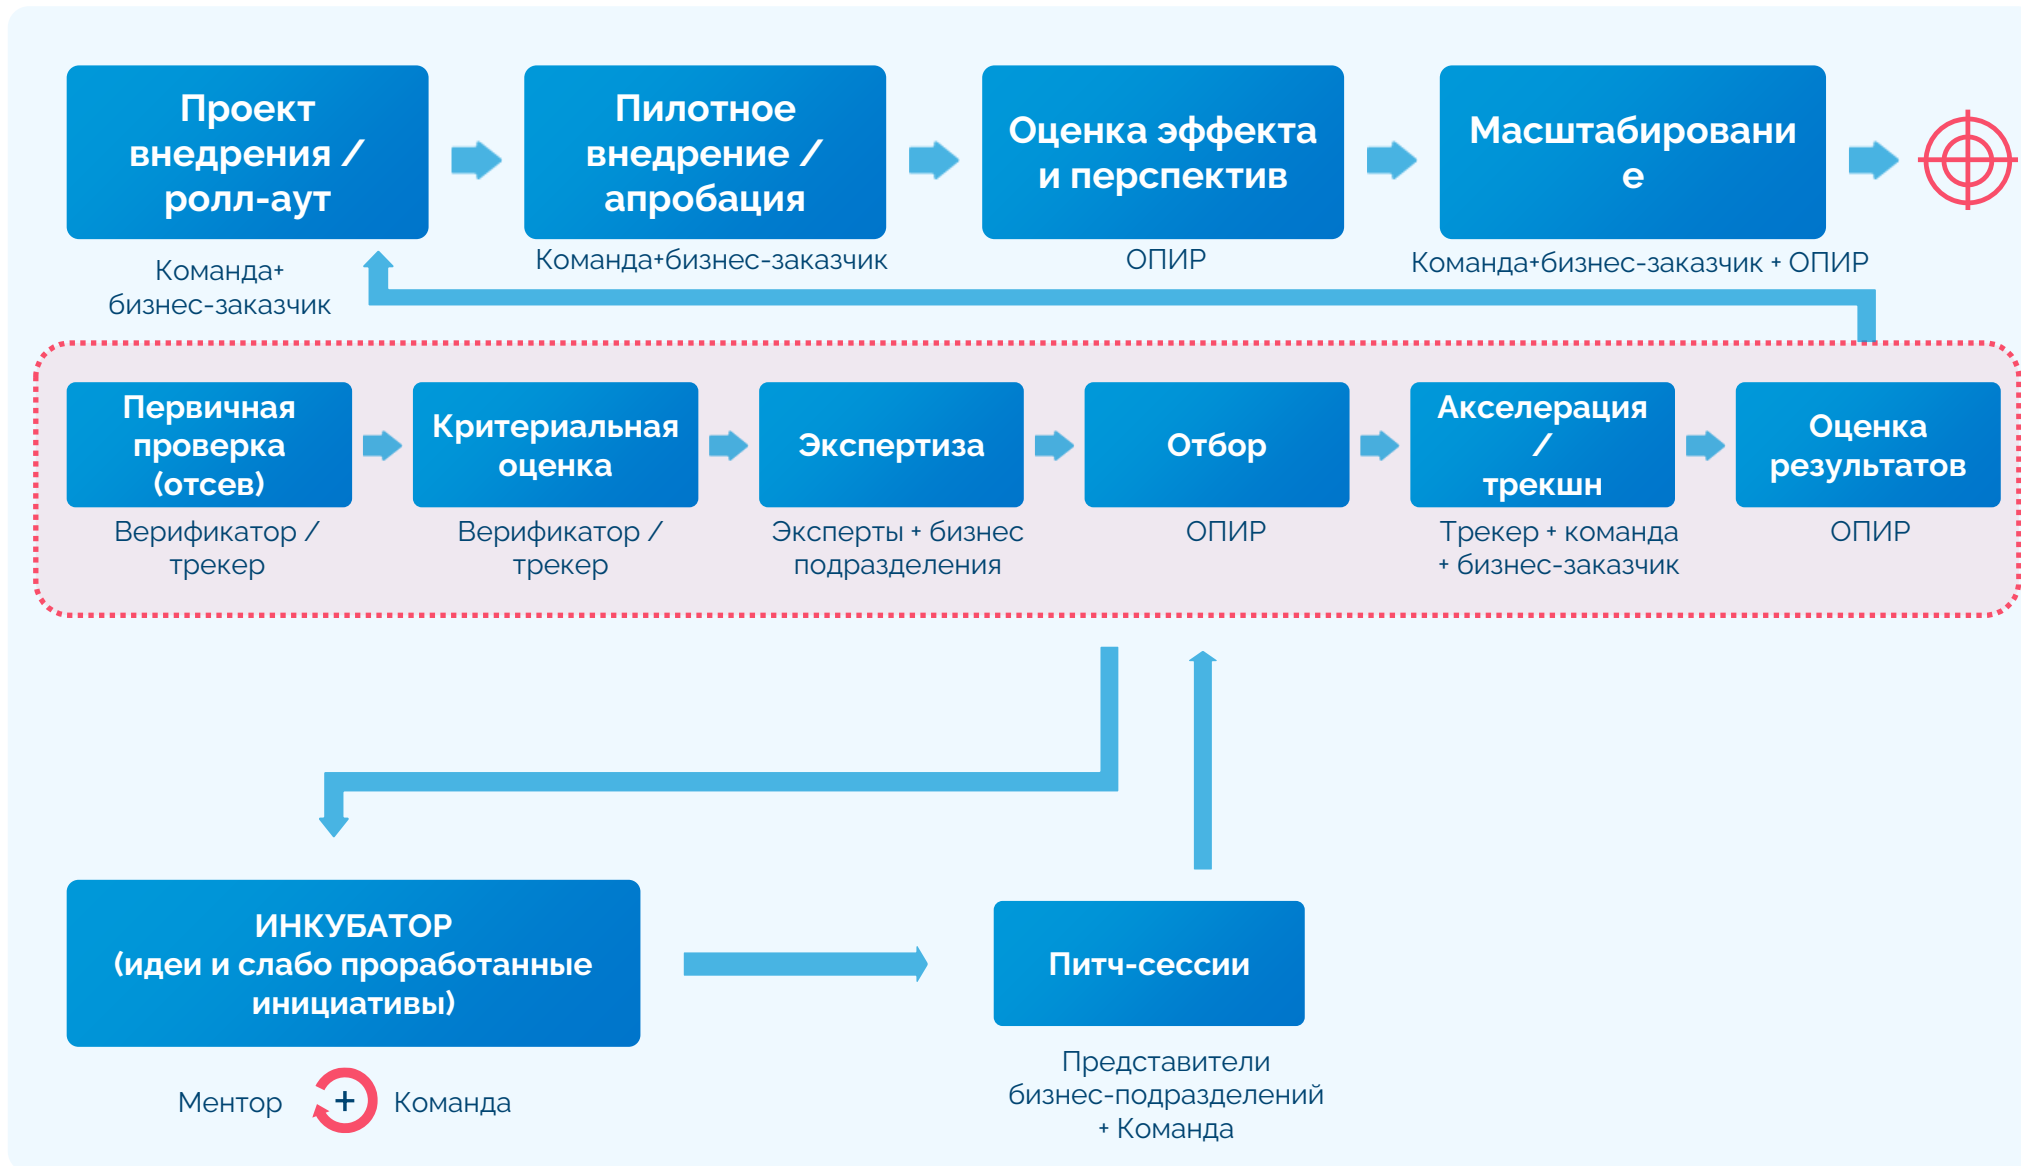 Проект
внедрения /
ролл-аут
Пилотное
внедрение /
апробация
Оценка эффекта
и перспектив
Масштабировани
е
Команда+
бизнес-заказчик
Команда+бизнес-заказчик
ОПИР
Команда+бизнес-заказчик + ОПИР
Первичная
проверка
(отсев)
Критериальная
оценка
Экспертиза
Отбор
Акселерация
/
трекшн
Оценка
результатов
Верификатор /
трекер
Верификатор /
трекер
Эксперты + бизнес
подразделения
ОПИР
Трекер + команда
+ бизнес-заказчик
ОПИР
ИНКУБАТОР
(идеи и слабо проработанные
инициативы)
Питч-сессии
Ментор + Команда
Представители
бизнес-подразделений
+ Команда